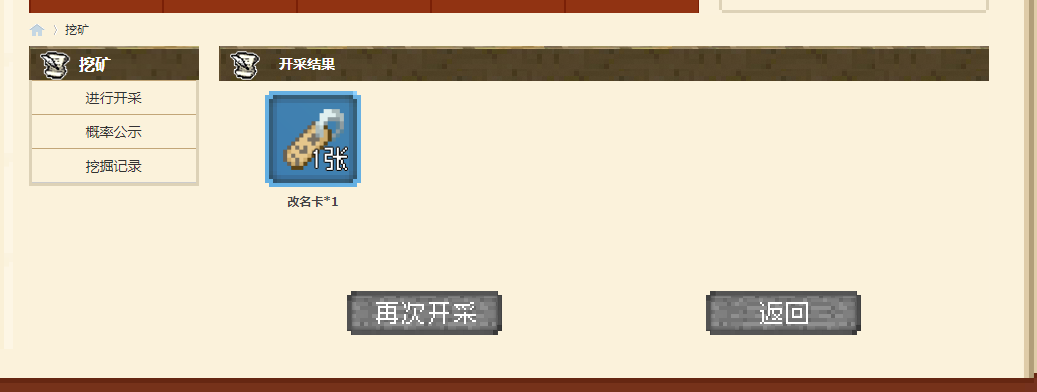 挖矿
挖矿
进行开采
概率公示
挖掘记录
开采结果
1张
改名卡*1
再次开采
返回